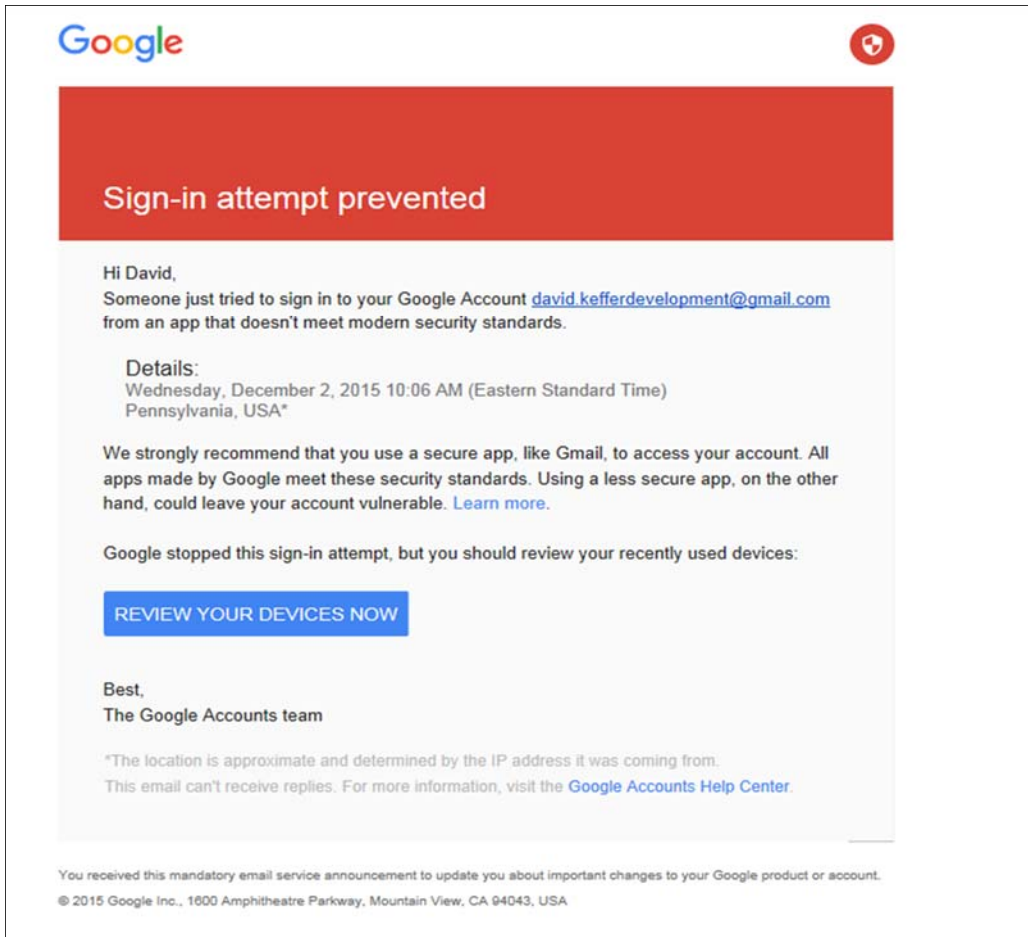 Google
Sign-in attempt prevented
Hi David,
Someone just tried to sign in to your Google Account david.kefferdevelopment@gmail.com
from an app that doesn't meet modern security standards.
Details:
Wednesday, December 2, 2015 10:06 AM (Eastern Standard Time)
Pennsylvania, USA*
We strongly recommend that you use a secure app, like Gmail, to access your account. All
apps made by Google meet these security standards. Using a less secure app, on the other
hand, could leave your account vulnerable. Learn more.
Google stopped this sign-in attempt, but you should review your recently used devices:
REVIEW YOUR DEVICES NOW
Best,
The Google Accounts team
*The location is approximate and determined by the IP address it was coming from.
This email can't receive replies. For more information, visit the Google Accounts Help Center.
You received this mandatory email service announcement to update you about important changes to your Google product or account.
© 2015 Google Inc., 1600 Amphitheatre Parkway, Mountain View, CA 94043, USA